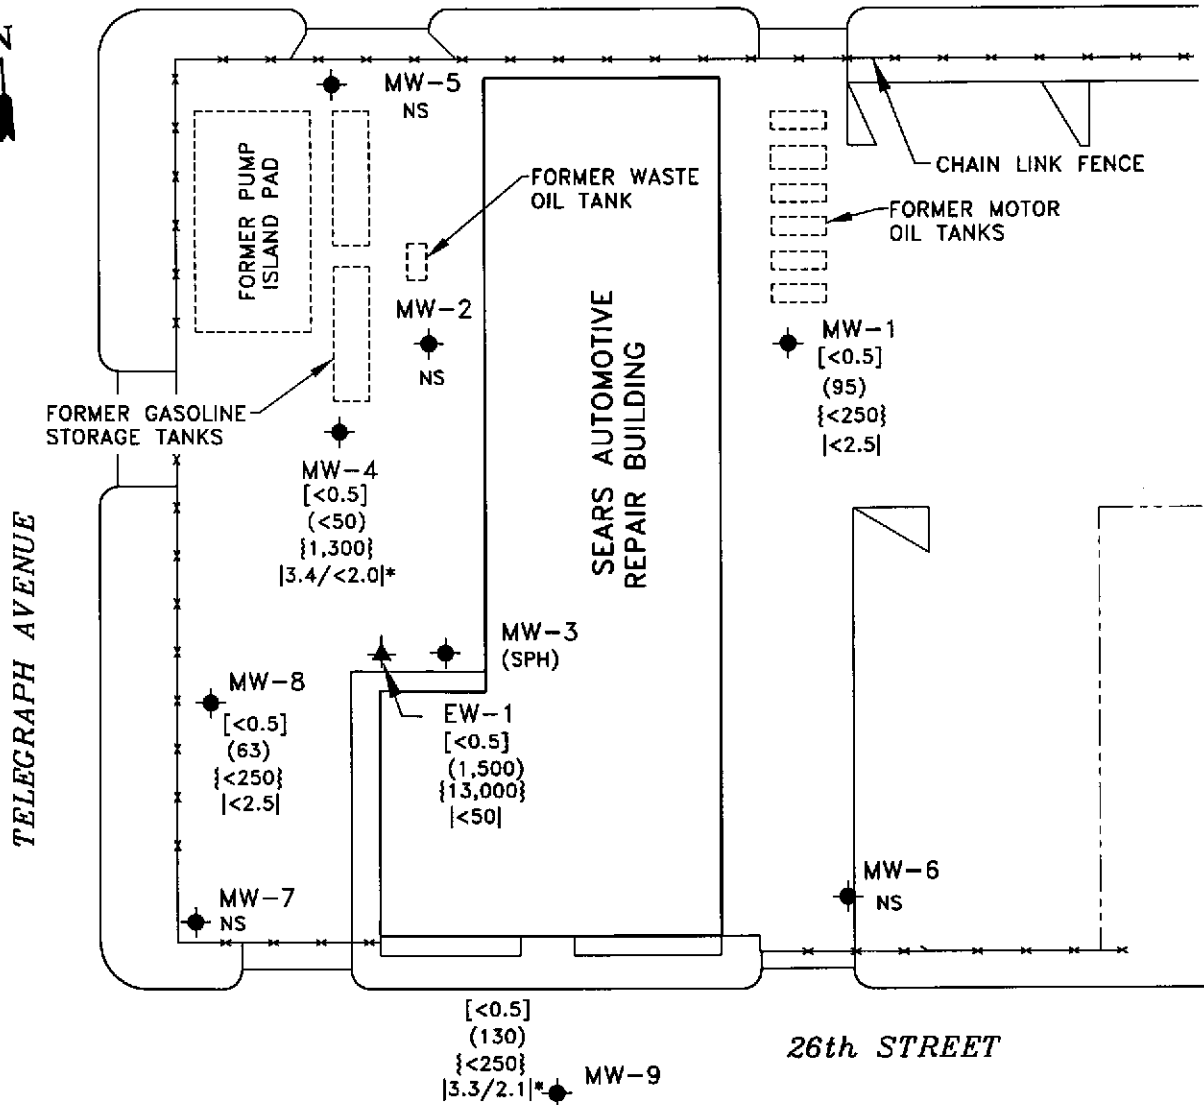 N
MW-5
NS
FORMER PUMP
ISLAND PAD
FORMER WASTE
OIL TANK
CHAIN LINK FENCE
FORMER MOTOR
OIL TANKS
MW-2
NS
MW-1
[<0.5]
(95)
{<250}
|<2.5|
FORMER GASOLINE
STORAGE TANKS
SEARS AUTOMOTIVE
REPAIR BUILDING
MW-4
[<0.5]
(<50)
{1,300}
|3.4/<2.0|*
TELEGRAPH AVENUE
MW-3
(SPH)
MW-8
[<0.5]
(63)
{<250}
|<2.5|
EW-1
[<0.5]
(1,500)
{13,000}
|<50|
MW-6
NS
MW-7
NS
[<0.5]
(130)
{<250}
|3.3/2.1|*
MW-9
26th STREET